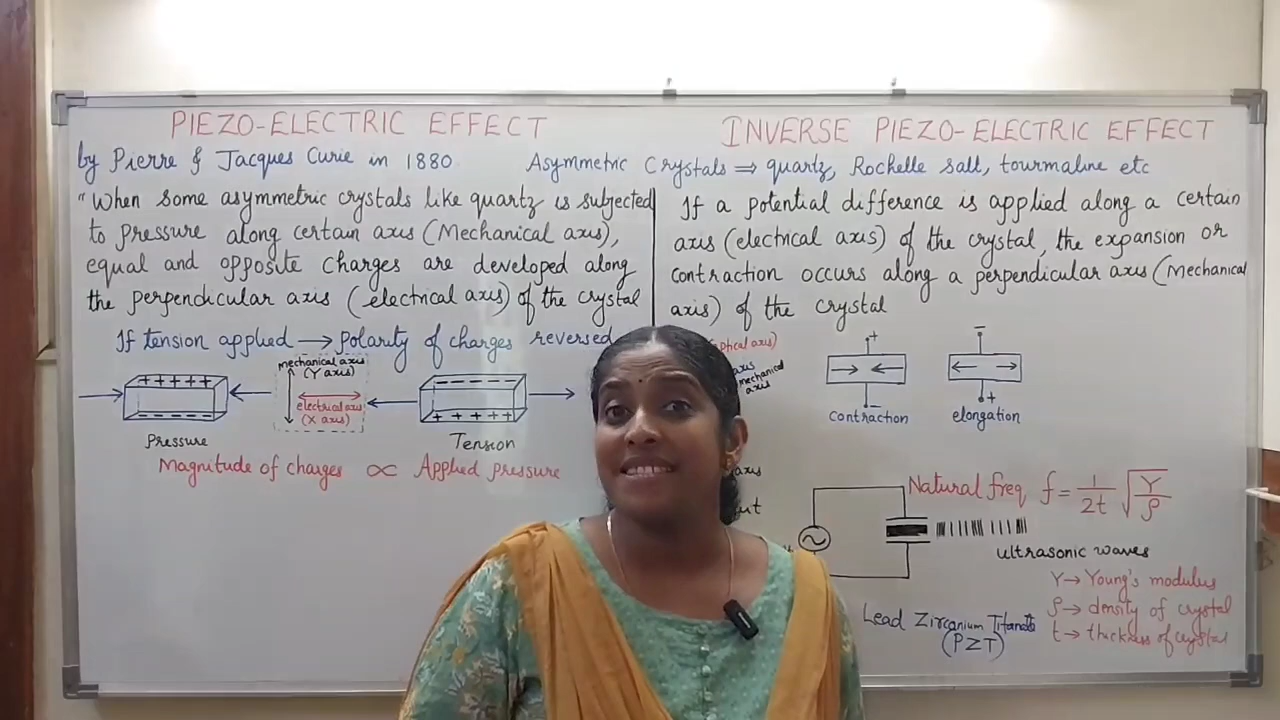 PIEZO-ELECTRIC EFFECT
by Pierre & Jacques Curie in 1880
"When some asymmetric crystals like quartz is subjected
to pressure along certain axis (Mechanical axis),
equal and opposite charges are developed along
the perpendicular axis (electrical axis) of the crystal
If tension applied → polarity of charges reversed
mechanical axis
(Y axis)
electrical axis
(X axis)
+ + + + +
- - - - -
Pressure
- - - - -
+ + + + +
Tension
Magnitude of charges ∝ Applied pressure
INVERSE PIEZO-ELECTRIC EFFECT
Asymmetric Crystals ⇒ quartz, Rochelle salt, tourmaline etc
If a potential difference is applied along a certain
axis (electrical axis) of the crystal, the expansion or
contraction occurs along a perpendicular axis (Mechanical
axis) of the crystal
axis)
axis
mechanical
axis
axis
+
-
contraction
-
+
elongation
Natural freq f = 1/2t √Y/ρ
ultrasonic waves
Y → Young's modulus
ρ → density of crystal
t → thickness of crystal
Lead Zirconium Titanate
(PZT)